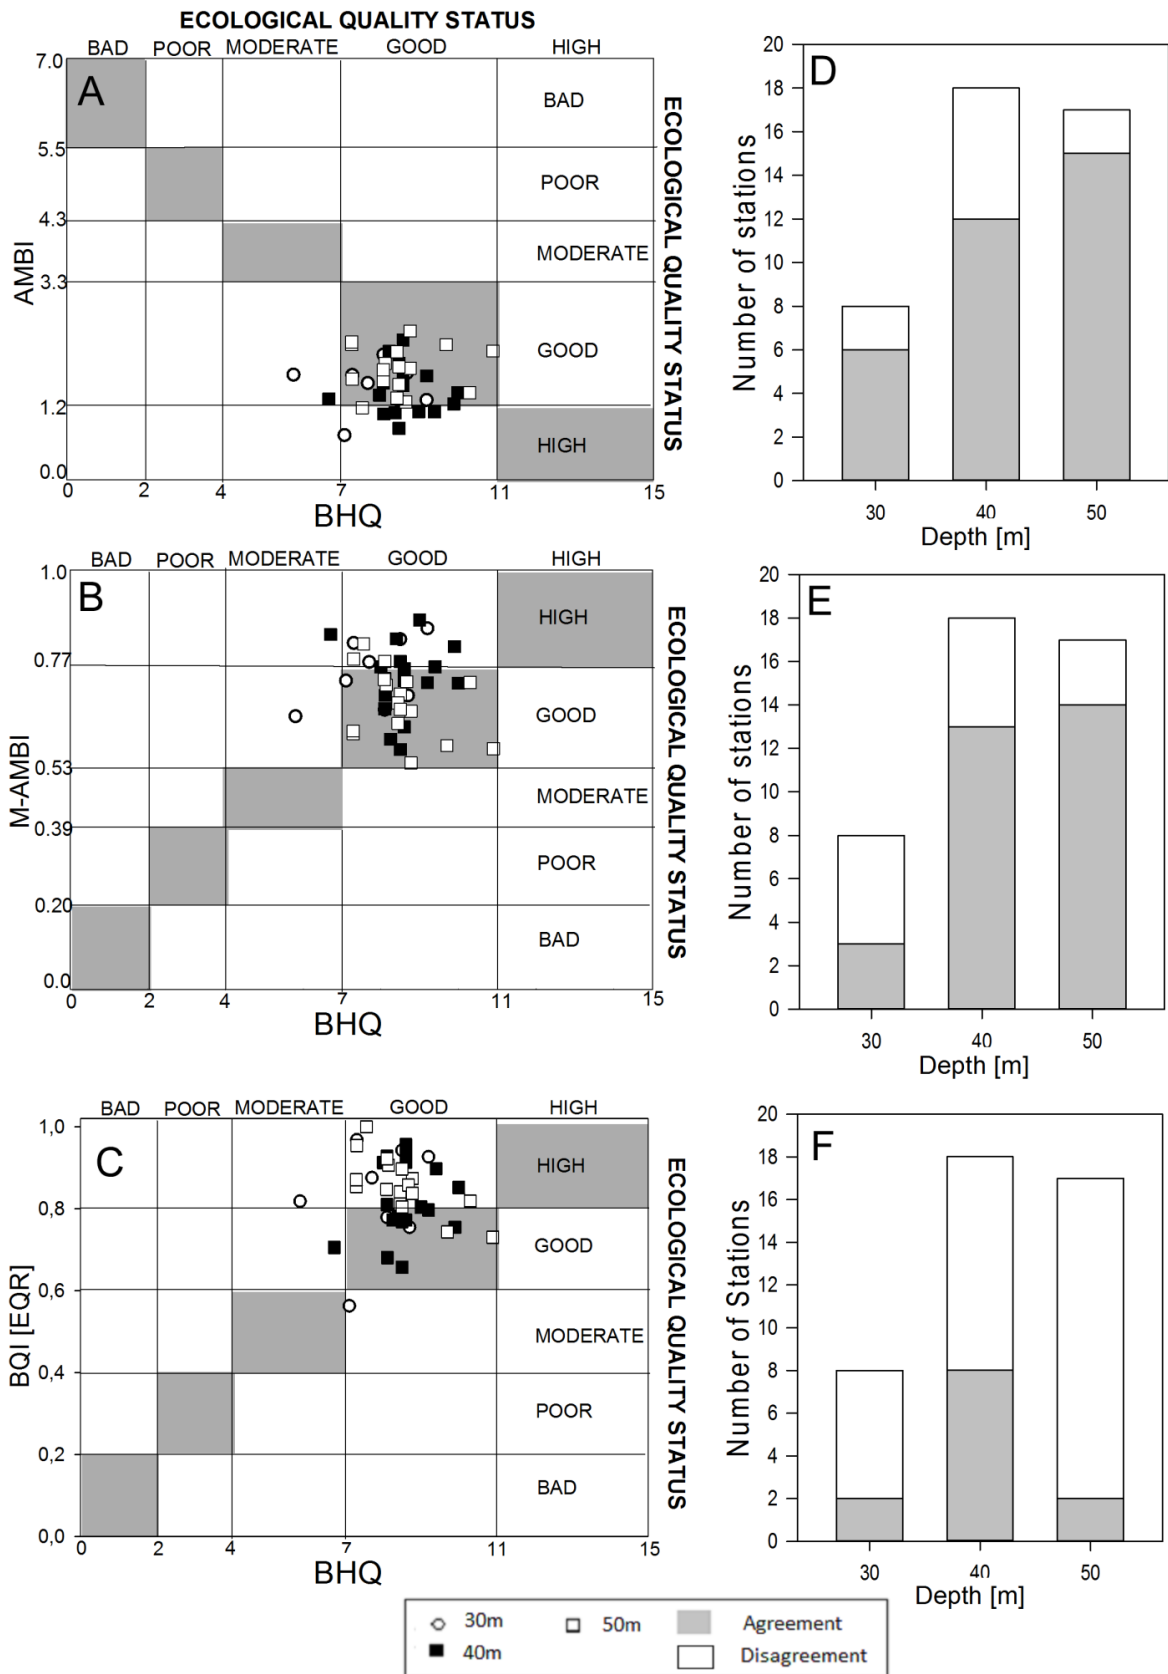 ECOLOGICAL QUALITY STATUS
BAD POOR MODERATE GOOD HIGH
A
7.0
5.5
4.3
3.3
1.2
0.0
AMBI
BAD
POOR
MODERATE
GOOD
HIGH
ECOLOGICAL QUALITY STATUS
0 2 4 7 11 15
BHQ
D
20
18
16
14
12
10
8
6
4
2
0
Number of stations
30 40 50
Depth [m]
BAD POOR MODERATE GOOD HIGH
B
1.0
0.77
0.53
0.39
0.20
0.0
M-AMBI
HIGH
GOOD
MODERATE
POOR
BAD
ECOLOGICAL QUALITY STATUS
0 2 4 7 11 15
BHQ
E
20
18
16
14
12
10
8
6
4
2
0
Number of stations
30 40 50
Depth [m]
BAD POOR MODERATE GOOD HIGH
C
1,0
0.8
0.6
0.4
0.2
0,0
BQI [EQR]
HIGH
GOOD
MODERATE
POOR
BAD
ECOLOGICAL QUALITY STATUS
0 2 4 7 11 15
BHQ
F
20
18
16
14
12
10
8
6
4
2
0
Number of Stations
30 40 50
Depth [m]
30m 50m Agreement
40m Disagreement